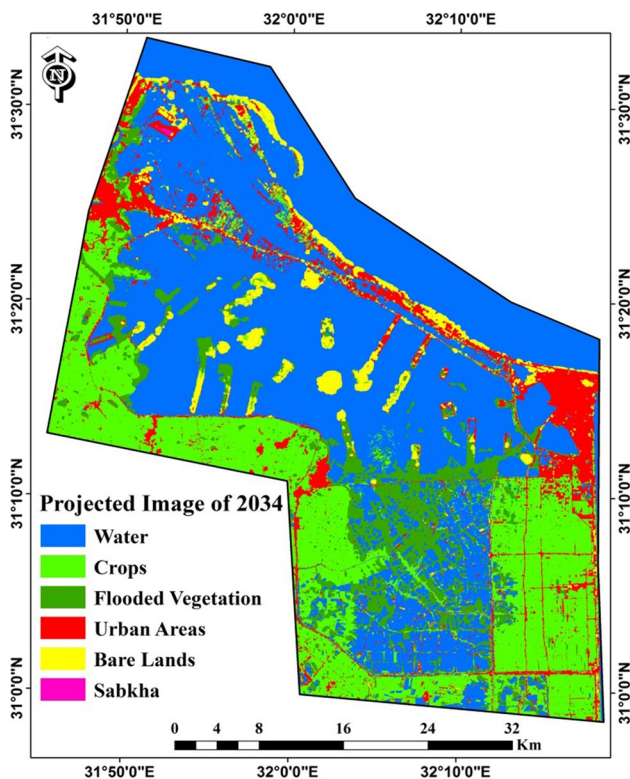 31°50'0"E 32°0'0"E 32°10'0"E
N
31°30'0"N 31°30'0"N
31°20'0"N 31°20'0"N
31°10'0"N 31°10'0"N
31°0'0"N 31°0'0"N
Projected Image of 2034
Water
Crops
Flooded Vegetation
Urban Areas
Bare Lands
Sabkha
0 4 8 16 24 32
Km
31°50'0"E 32°0'0"E 32°10'0"E